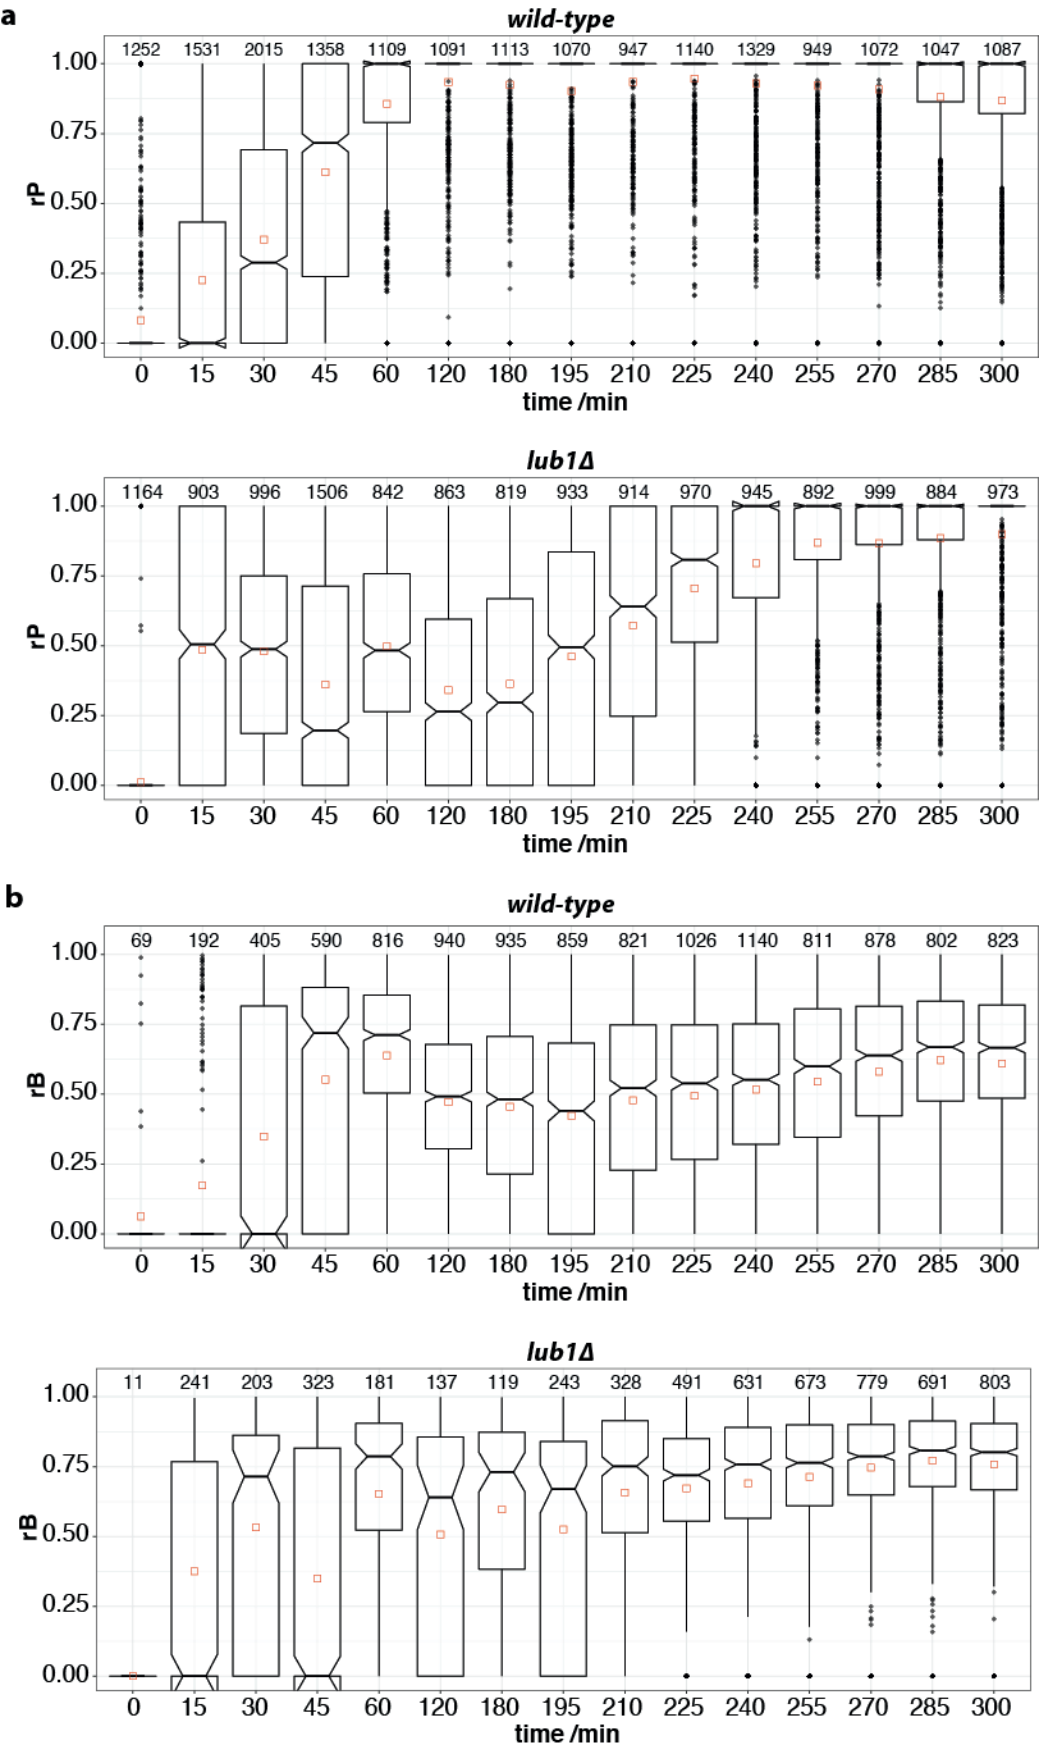 a
wild-type
1252 1531 2015 1358 1109 1091 1113 1070 947 1140 1329 949 1072 1047 1087
1.00
0.75
rP
0.50
0.25
0.00
0 15 30 45 60 120 180 195 210 225 240 255 270 285 300
time /min
lub1Δ
1164 903 996 1506 842 863 819 933 914 970 945 892 999 884 973
1.00
0.75
rP
0.50
0.25
0.00
0 15 30 45 60 120 180 195 210 225 240 255 270 285 300
time /min
b
wild-type
69 192 405 590 816 940 935 859 821 1026 1140 811 878 802 823
1.00
0.75
rB
0.50
0.25
0.00
0 15 30 45 60 120 180 195 210 225 240 255 270 285 300
time /min
lub1Δ
11 241 203 323 181 137 119 243 328 491 631 673 779 691 803
1.00
0.75
rB
0.50
0.25
0.00
0 15 30 45 60 120 180 195 210 225 240 255 270 285 300
time /min